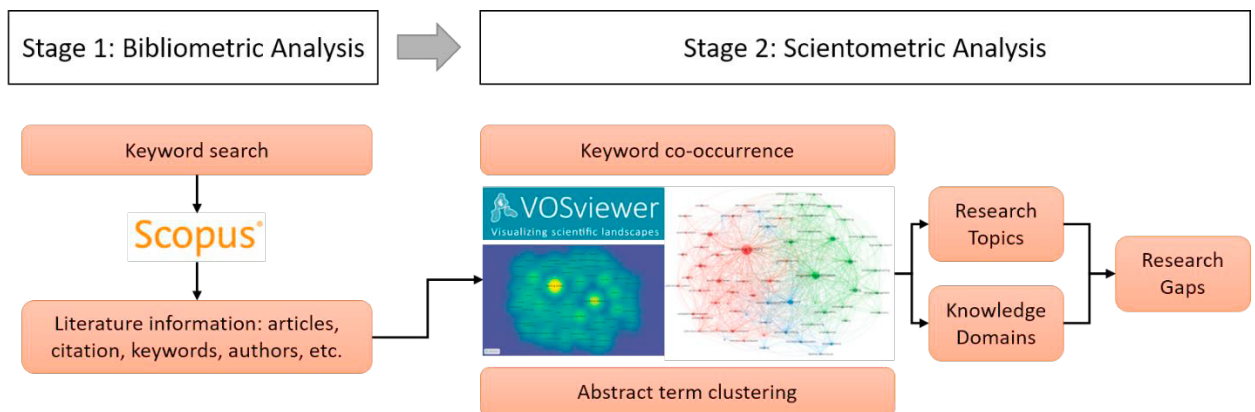 Stage 1: Bibliometric Analysis
Stage 2: Scientometric Analysis
Keyword search
Scopus®
Literature information: articles,
citation, keywords, authors, etc.
Keyword co-occurrence
VOSviewer
Visualizing scientific landscapes
Abstract term clustering
Research
Topics
Knowledge
Domains
Research
Gaps